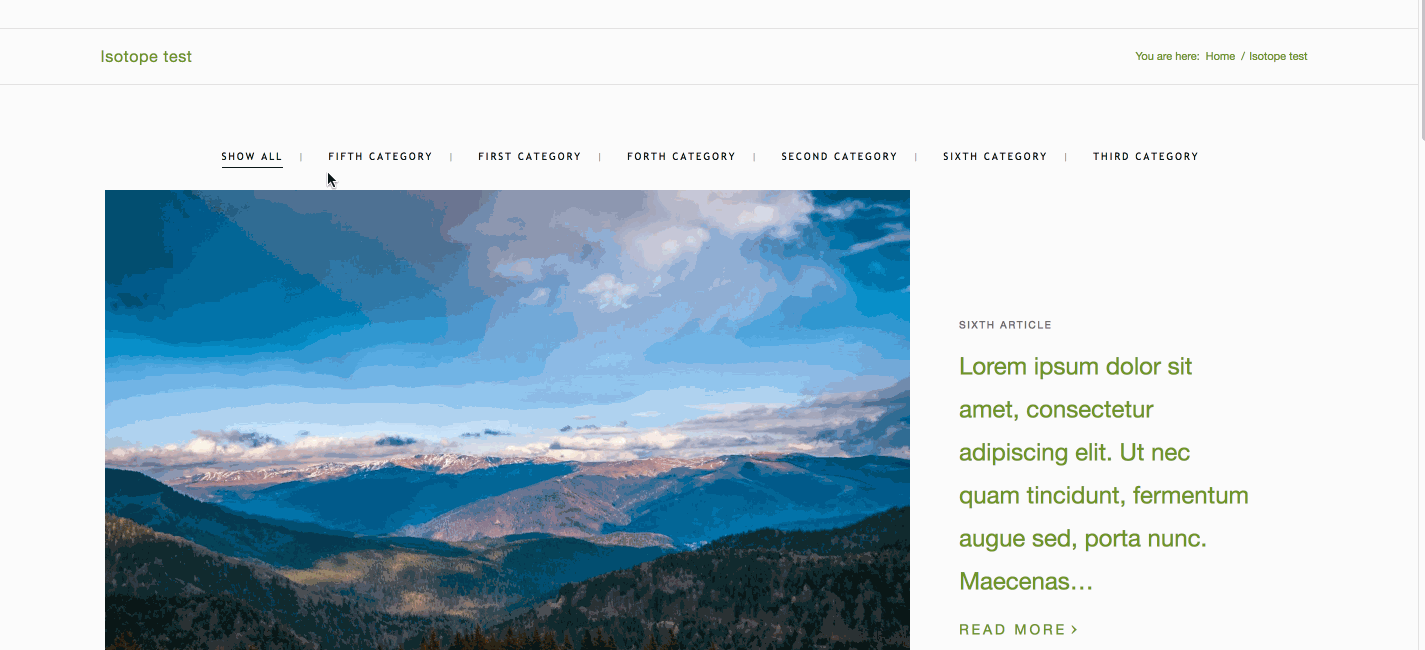 Isotope test
You are here: Home / Isotope test
SHOW ALL | FIFTH CATEGORY | FIRST CATEGORY | FORTH CATEGORY | SECOND CATEGORY | SIXTH CATEGORY | THIRD CATEGORY
SIXTH ARTICLE
Lorem ipsum dolor sit
amet, consectetur
adipiscing elit. Ut nec
quam tincidunt, fermentum
augue sed, porta nunc.
Maecenas…
READ MORE ›